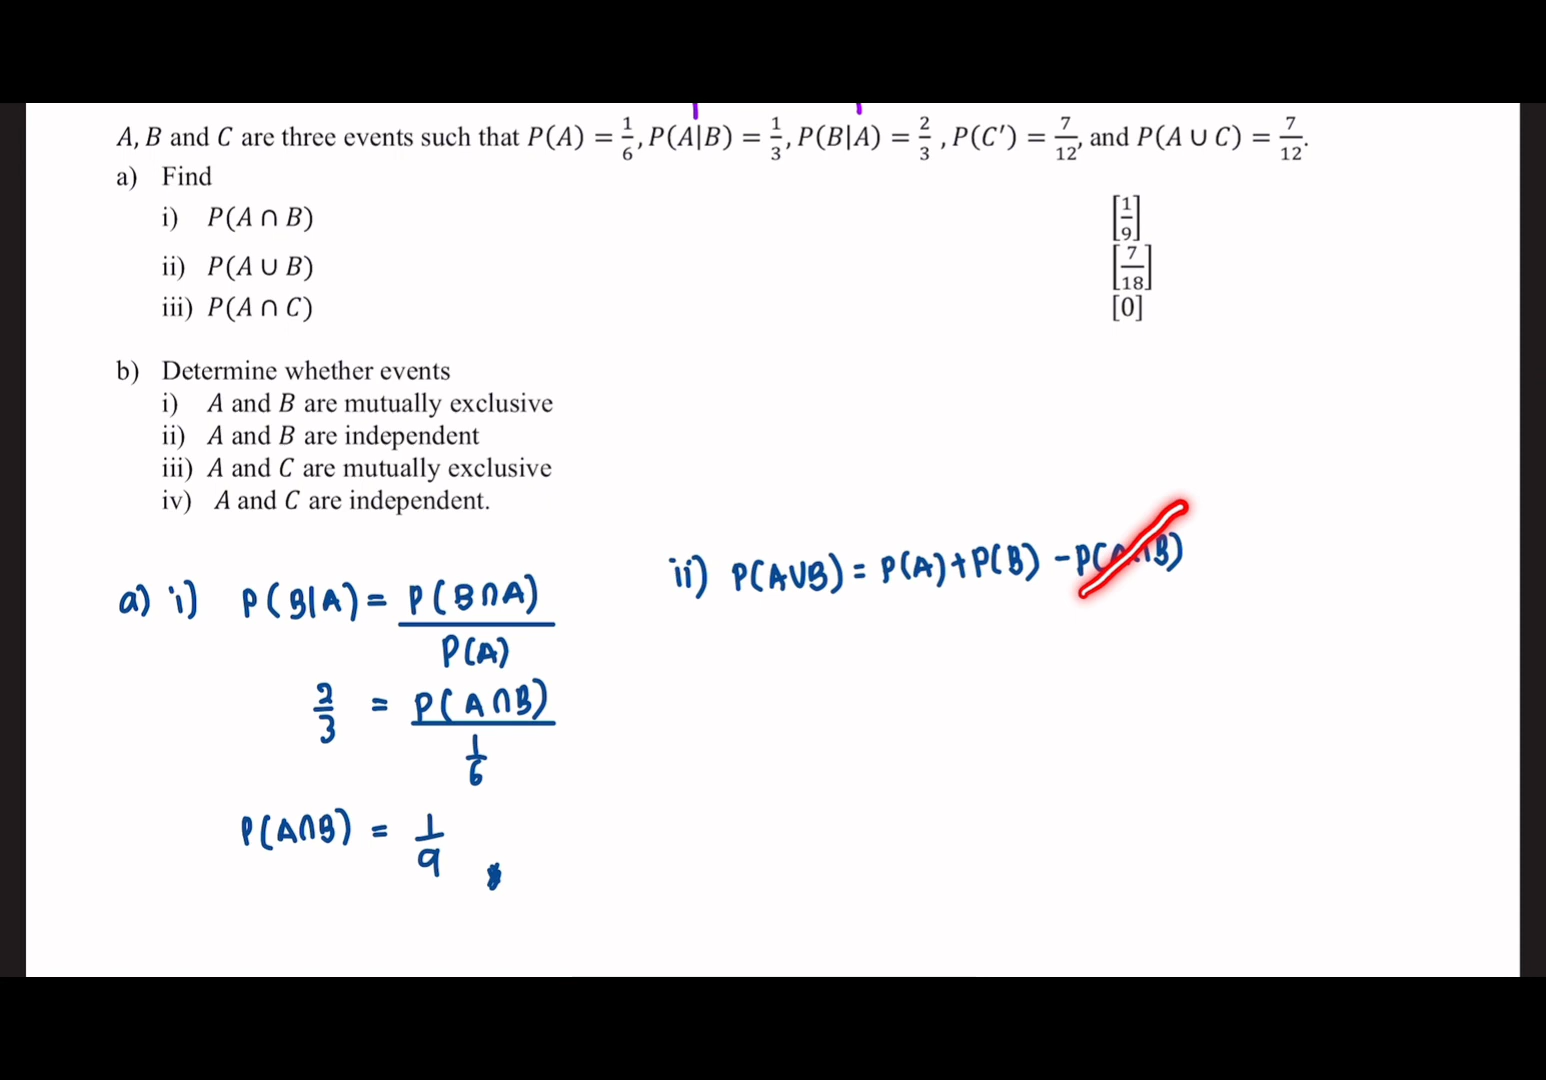 A, B and C are three events such that P(A) = 1/6, P(A|B) = 1/3, P(B|A) = 2/3 , P(C′) = 7/12, and P(A ∪ C) = 7/12.
a) Find
i) P(A ∩ B) [1/9]
ii) P(A ∪ B) [7/18]
iii) P(A ∩ C) [0]
b) Determine whether events
i) A and B are mutually exclusive
ii) A and B are independent
iii) A and C are mutually exclusive
iv) A and C are independent.
a) i) P(B|A) = P(B∩A) / P(A)
2/3 = P(A∩B) / 1/6
P(A∩B) = 1/9
ii) P(A∪B) = P(A) + P(B) - P(A∩B)